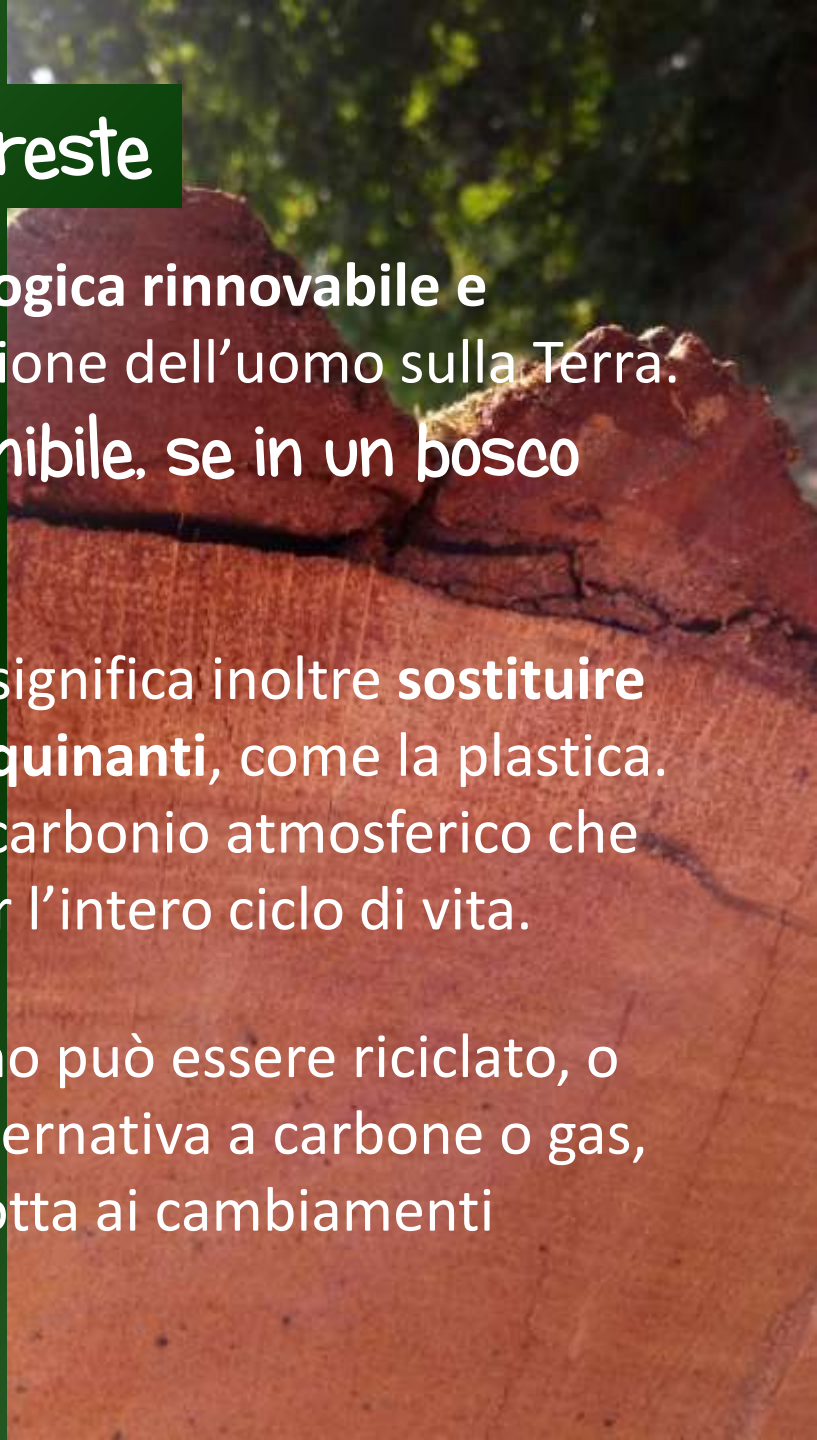 reste
ogica rinnovabile e
ione dell’uomo sulla Terra.
nibile, se in un bosco
significa inoltre sostituire
quinanti, come la plastica.
carbonio atmosferico che
r l’intero ciclo di vita.
no può essere riciclato, o
ernativa a carbone o gas,
otta ai cambiamenti